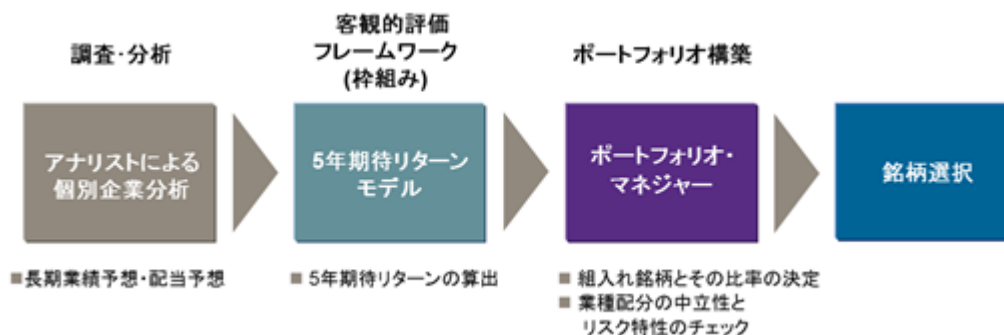 調査・分析
客観的評価
フレームワーク
(枠組み)
ポートフォリオ構築
アナリストによる
個別企業分析
5年期待リターン
モデル
ポートフォリオ・
マネジャー
銘柄選択
■長期業績予想・配当予想
■5年期待リターンの算出
■組入れ銘柄とその比率の決定
■業種配分の中立性と
リスク特性のチェック